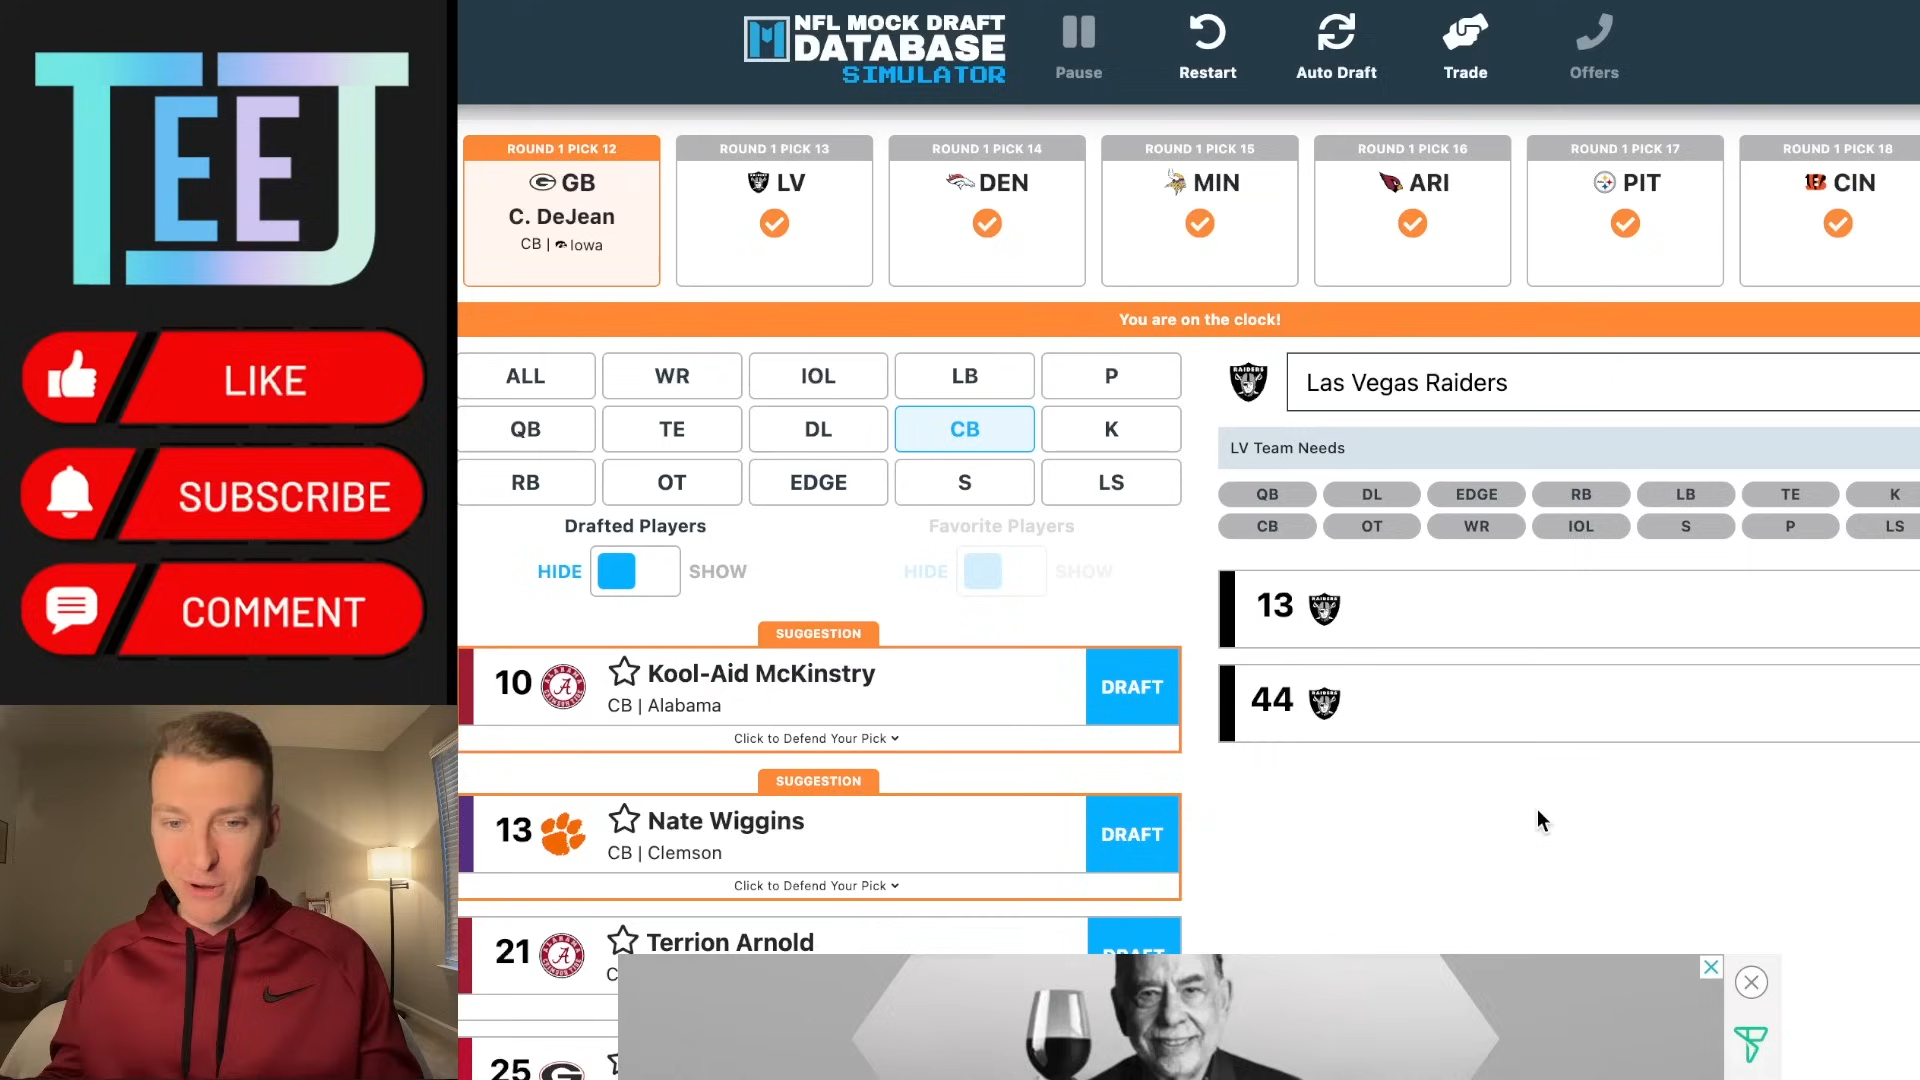 TEEJ
LIKE
SUBSCRIBE
COMMENT
NFL MOCK DRAFT
DATABASE
SIMULATOR
Pause
Restart
Auto Draft
Trade
Offers
ROUND 1 PICK 12
GB
C. DeJean
CB | Iowa
ROUND 1 PICK 13
LV
ROUND 1 PICK 14
DEN
ROUND 1 PICK 15
MIN
ROUND 1 PICK 16
ARI
ROUND 1 PICK 17
PIT
ROUND 1 PICK 18
CIN
You are on the clock!
ALL WR IOL LB P
QB TE DL CB K
RB OT EDGE S LS
Drafted Players
HIDE SHOW
Favorite Players
HIDE SHOW
SUGGESTION
10 Kool-Aid McKinstry
CB | Alabama
DRAFT
Click to Defend Your Pick
SUGGESTION
13 Nate Wiggins
CB | Clemson
DRAFT
Click to Defend Your Pick
21 Terrion Arnold
C
DRAFT
25
Las Vegas Raiders
LV Team Needs
QB DL EDGE RB LB TE K
CB OT WR IOL S P LS
13
44